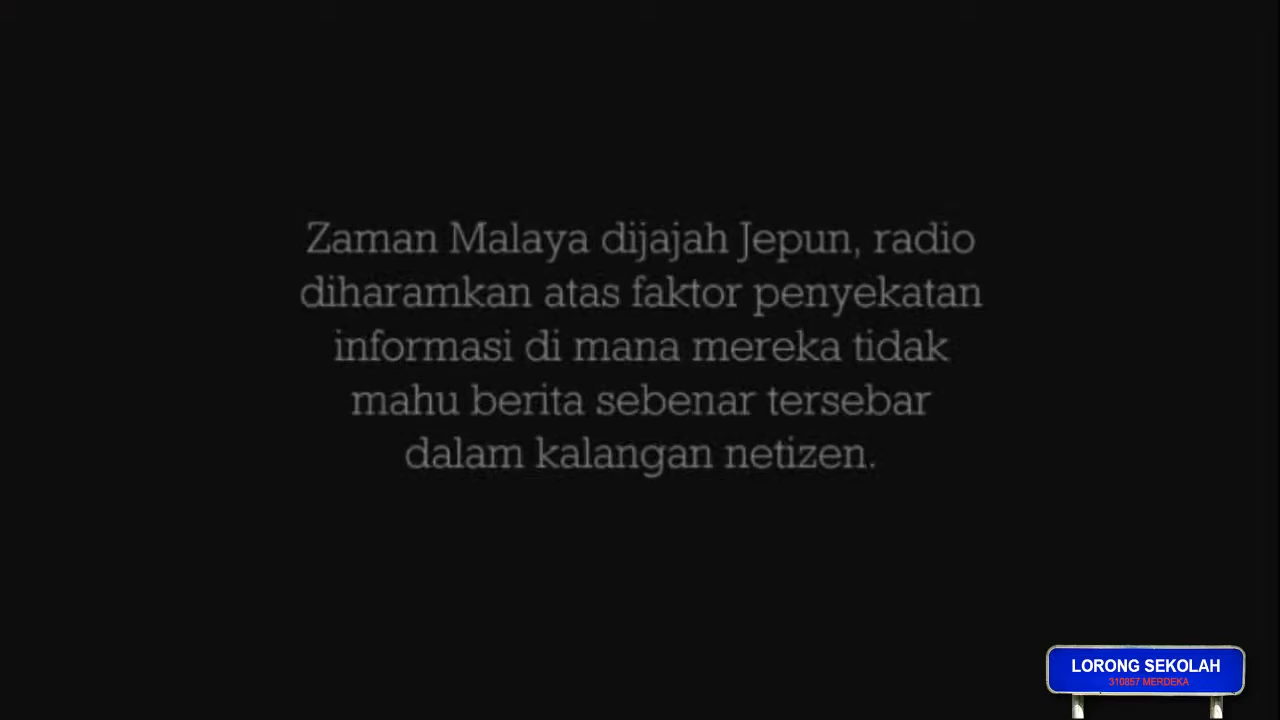 Zaman Malaya dijajah Jepun, radio
diharamkan atas faktor penyekatan
informasi di mana mereka tidak
mahu berita sebenar tersebar
dalam kalangan netizen.
LORONG SEKOLAH
310857 MERDEKA